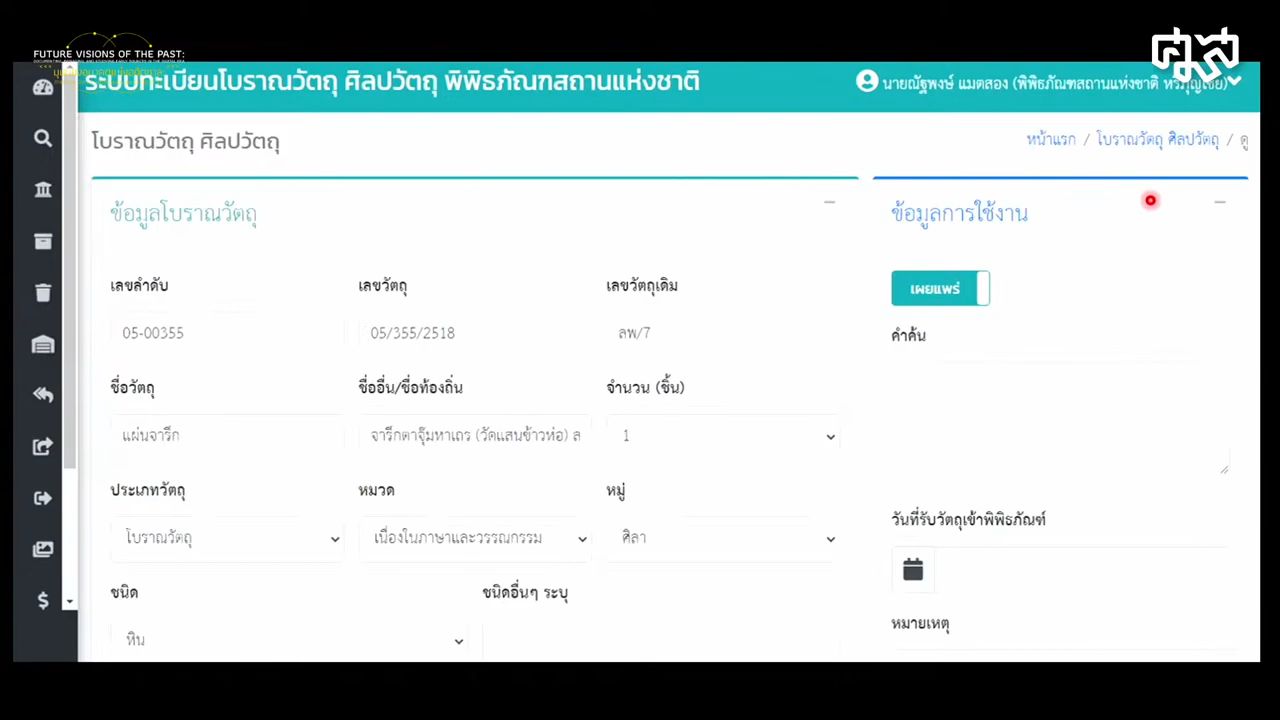 FUTURE VISIONS OF THE PAST:
ศมส
ระบบทะเบียนโบราณวัตถุ ศิลปวัตถุ พิพิธภัณฑสถานแห่งชาติ
นายณัฐพงษ์ แมตสอง (พิพิธภัณฑสถานแห่งชาติ หริภุญไชย)
โบราณวัตถุ ศิลปวัตถุ
หน้าแรก / โบราณวัตถุ ศิลปวัตถุ / ดู
ข้อมูลโบราณวัตถุ
ข้อมูลการใช้งาน
เลขลำดับ เลขวัตถุ เลขวัตถุเดิม
เผยแพร่
05-00355 05/355/2518 ลพ/7
คำค้น
ชื่อวัตถุ ชื่ออื่น/ชื่อท้องถิ่น จำนวน (ชิ้น)
แผ่นจารึก จารึกตาจุ๊มหาเถร (วัดแสนข้าวห่อ) ล 1
ประเภทวัตถุ หมวด หมู่
วันที่รับวัตถุเข้าพิพิธภัณฑ์
โบราณวัตถุ เนื่องในภาษาและวรรณกรรม ศิลา
ชนิด ชนิดอื่นๆ ระบุ
หมายเหตุ
หิน